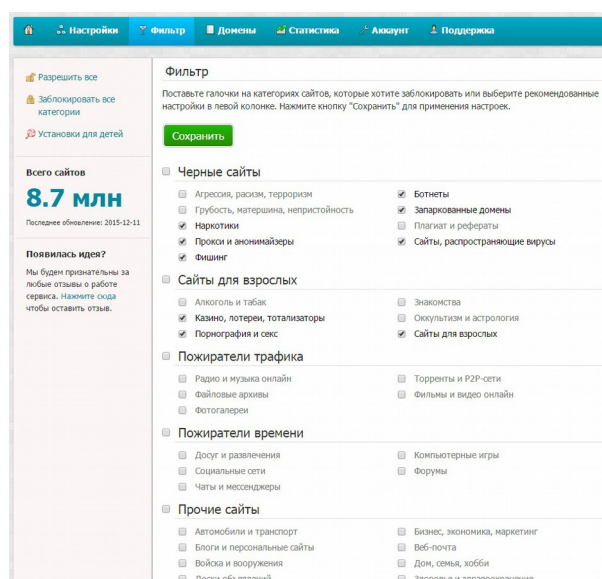 Настройки Фильтр Домены Статистика Аккаунт Поддержка
Разрешить все
Заблокировать все
категории
Установки для детей
Всего сайтов
8.7 млн
Последнее обновление: 2015-12-11
Появилась идея?
Мы будем признательны за
любые отзывы о работе
сервиса. Нажмите сюда
чтобы оставить отзыв.
Фильтр
Поставьте галочки на категориях сайтов, которые хотите заблокировать или выберите рекомендованные
настройки в левой колонке. Нажмите кнопку "Сохранить" для применения настроек.
Сохранить
Черные сайты
Агрессия, расизм, терроризм Ботнеты
Грубость, матершина, непристойность Запаркованные домены
Наркотики Плагиат и рефераты
Прокси и анонимайзеры Сайты, распространяющие вирусы
Фишинг
Сайты для взрослых
Алкоголь и табак Знакомства
Казино, лотереи, тотализаторы Оккультизм и астрология
Порнография и секс Сайты для взрослых
Пожиратели трафика
Радио и музыка онлайн Торренты и P2P-сети
Файловые архивы Фильмы и видео онлайн
Фотогалереи
Пожиратели времени
Досуг и развлечения Компьютерные игры
Социальные сети Форумы
Чаты и мессенджеры
Прочие сайты
Автомобили и транспорт Бизнес, экономика, маркетинг
Блоги и персональные сайты Веб-почта
Войска и вооружения Дом, семья, хобби
Доски объявлений Здоровье и здравоохранение